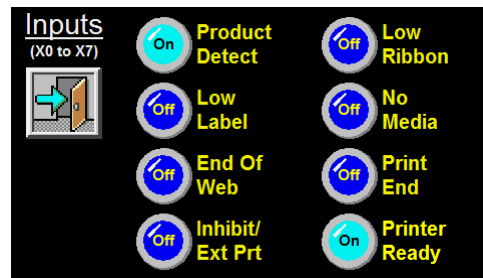 Inputs
(X0 to X7)
On
Product
Detect
Off
Low
Label
Off
End Of
Web
Off
Inhibit/
Ext Prt
Off
Low
Ribbon
Off
No
Media
Off
Print
End
On
Printer
Ready